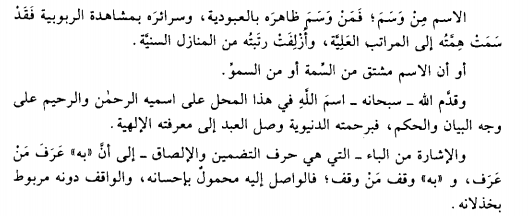 الاسم مِنْ وَسَمَ؛ فَمَنْ وَسَمَ ظاهرَه بالعبودية، وسرائرَه بمشاهدة الربوبية فَقَدْ
سَمَتْ هِمَّتُه إلى المراتب العَلِيَّة، وأُزْلِفَتْ رتبَتُه من المنازل السنيَّة.
أو أن الاسم مشتق من السِّمة أو من السموِّ.
وقدَّم الله ـ سبحانه ـ اسمَ اللَّهِ في هذا المحل على اسميه الرحمٰن والرحيم على
وجه البيان والحكم، فبرحمته الدنيوية وصل العبد إلى معرفته الإلهية.
والإشارة من الباء ـ التي هي حرف التضمين والإلصاق ـ إلى أنَّ «به» عَرَفَ مَنْ
عَرَف، و «به» وقف مَنْ وقف؛ فالواصل إليه محمولٌ بإحسانه، والواقف دونه مربوط
بخذلانه.